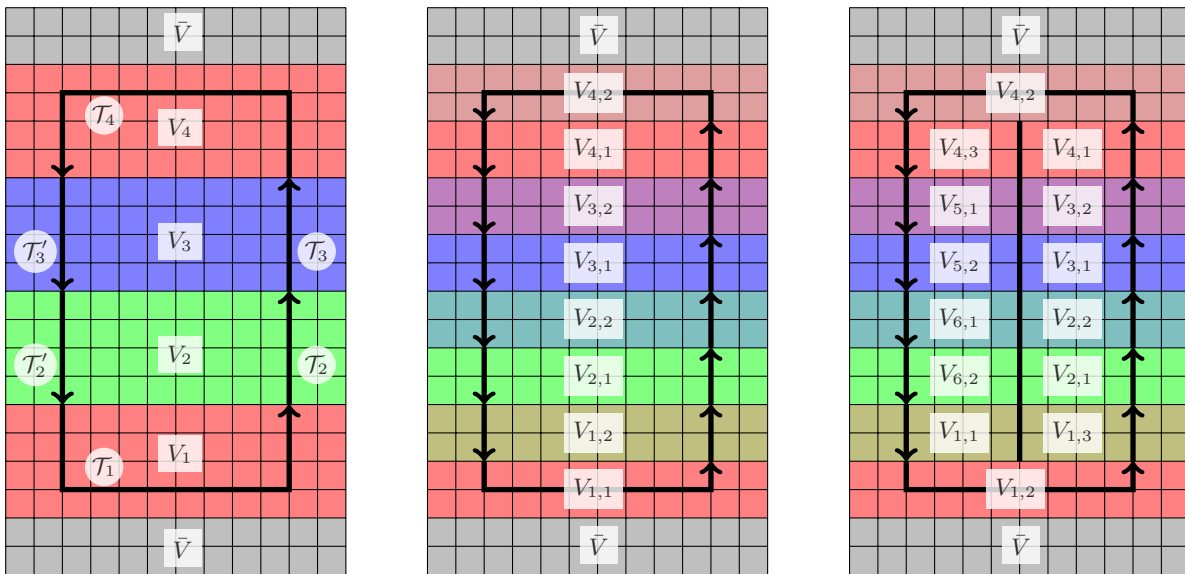 V̄
𝒯₄
V₄
V₃
𝒯₃′
𝒯₃
V₂
𝒯₂′
𝒯₂
V₁
𝒯₁
V̄
V̄
V₄,₂
V₄,₁
V₃,₂
V₃,₁
V₂,₂
V₂,₁
V₁,₂
V₁,₁
V̄
V̄
V₄,₂
V₄,₃ V₄,₁
V₅,₁ V₃,₂
V₅,₂ V₃,₁
V₆,₁ V₂,₂
V₆,₂ V₂,₁
V₁,₁ V₁,₃
V₁,₂
V̄